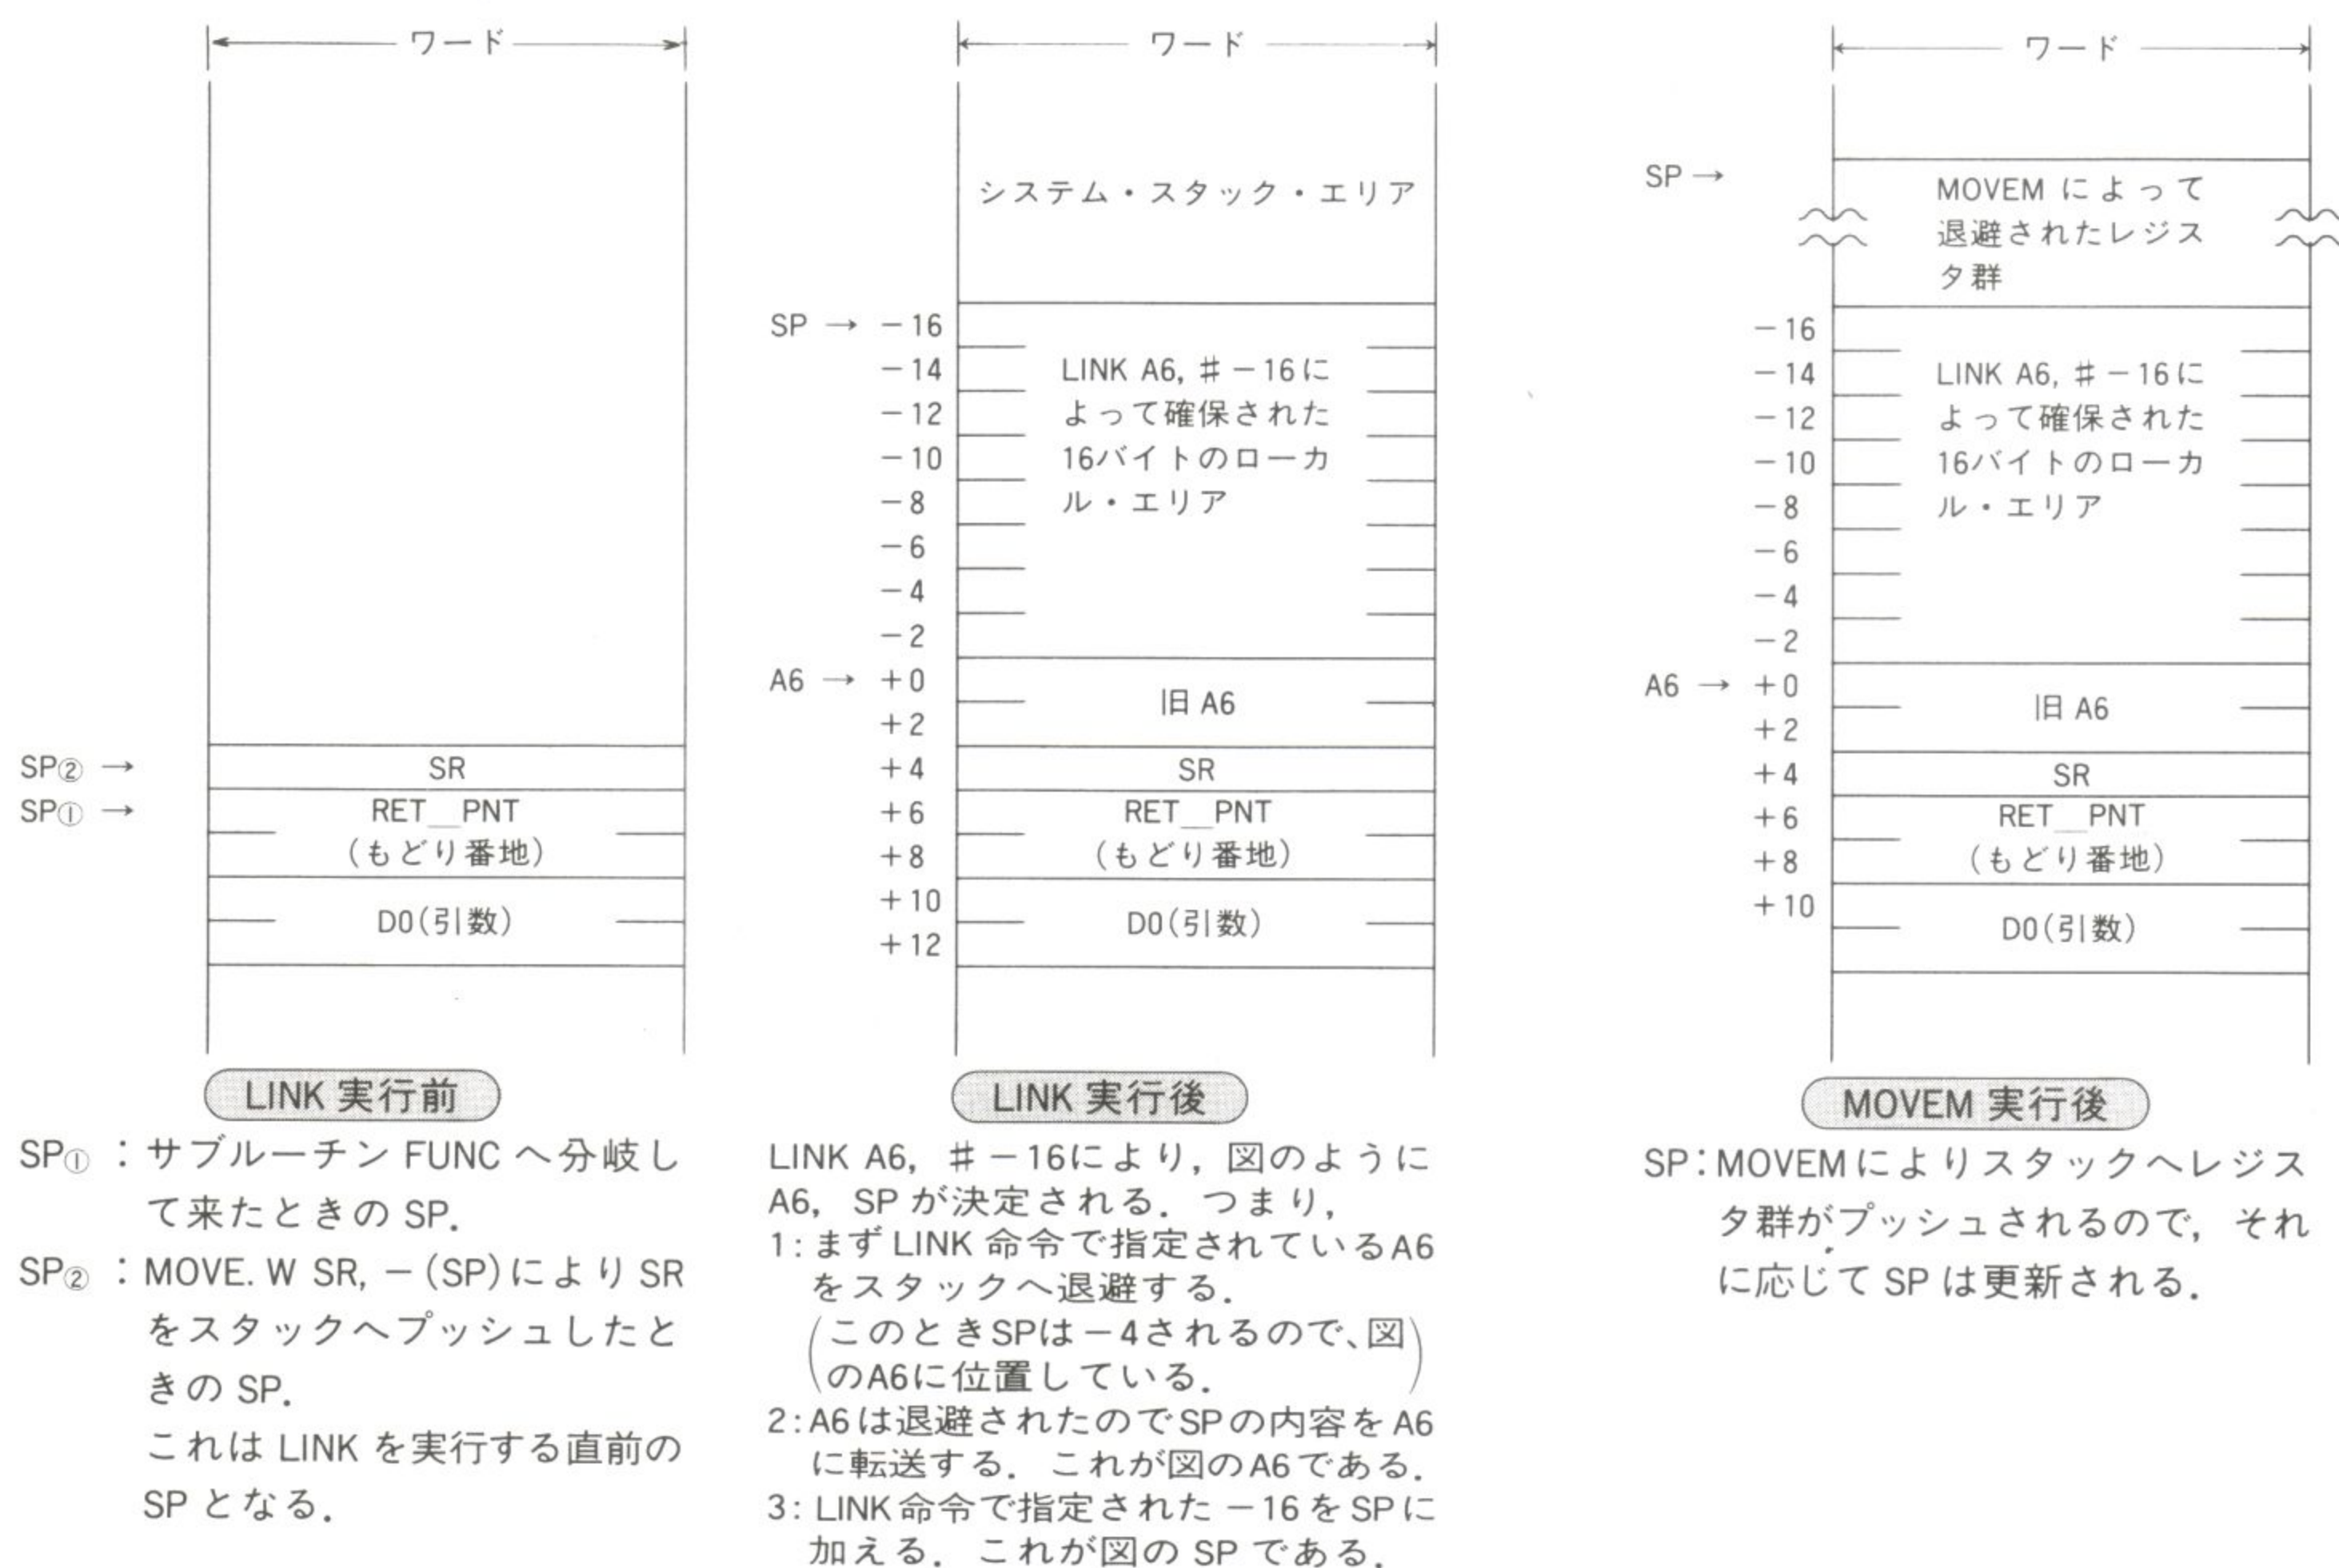 ワード
SP② →
SP① →
SR
RET__PNT
(もどり番地)
D0(引数)
LINK 実行前
SP① : サブルーチン FUNC へ分岐し
て来たときの SP.
SP② : MOVE. W SR, −(SP)により SR
をスタックへプッシュしたと
きの SP.
これは LINK を実行する直前の
SP となる.
ワード
システム・スタック・エリア
SP → −16
−14
−12
−10
−8
−6
−4
−2
A6 → +0
+2
+4
+6
+8
+10
+12
LINK A6, ♯−16に
よって確保された
16バイトのローカ
ル・エリア
旧 A6
SR
RET__PNT
(もどり番地)
D0(引数)
LINK 実行後
LINK A6, ♯−16により, 図のように
A6, SP が決定される. つまり,
1: まず LINK 命令で指定されているA6
をスタックへ退避する.
(このときSPは−4されるので、図
のA6に位置している.)
2: A6は退避されたのでSPの内容をA6
に転送する. これが図のA6である.
3: LINK命令で指定された −16をSPに
加える. これが図の SP である.
ワード
SP →
MOVEM によって
退避されたレジス
タ群
−16
−14
−12
−10
−8
−6
−4
−2
A6 → +0
+2
+4
+6
+8
+10
LINK A6, ♯−16に
よって確保された
16バイトのローカ
ル・エリア
旧 A6
SR
RET__PNT
(もどり番地)
D0(引数)
MOVEM 実行後
SP: MOVEMによりスタックへレジス
タ群がプッシュされるので, それ
に応じて SP は更新される.